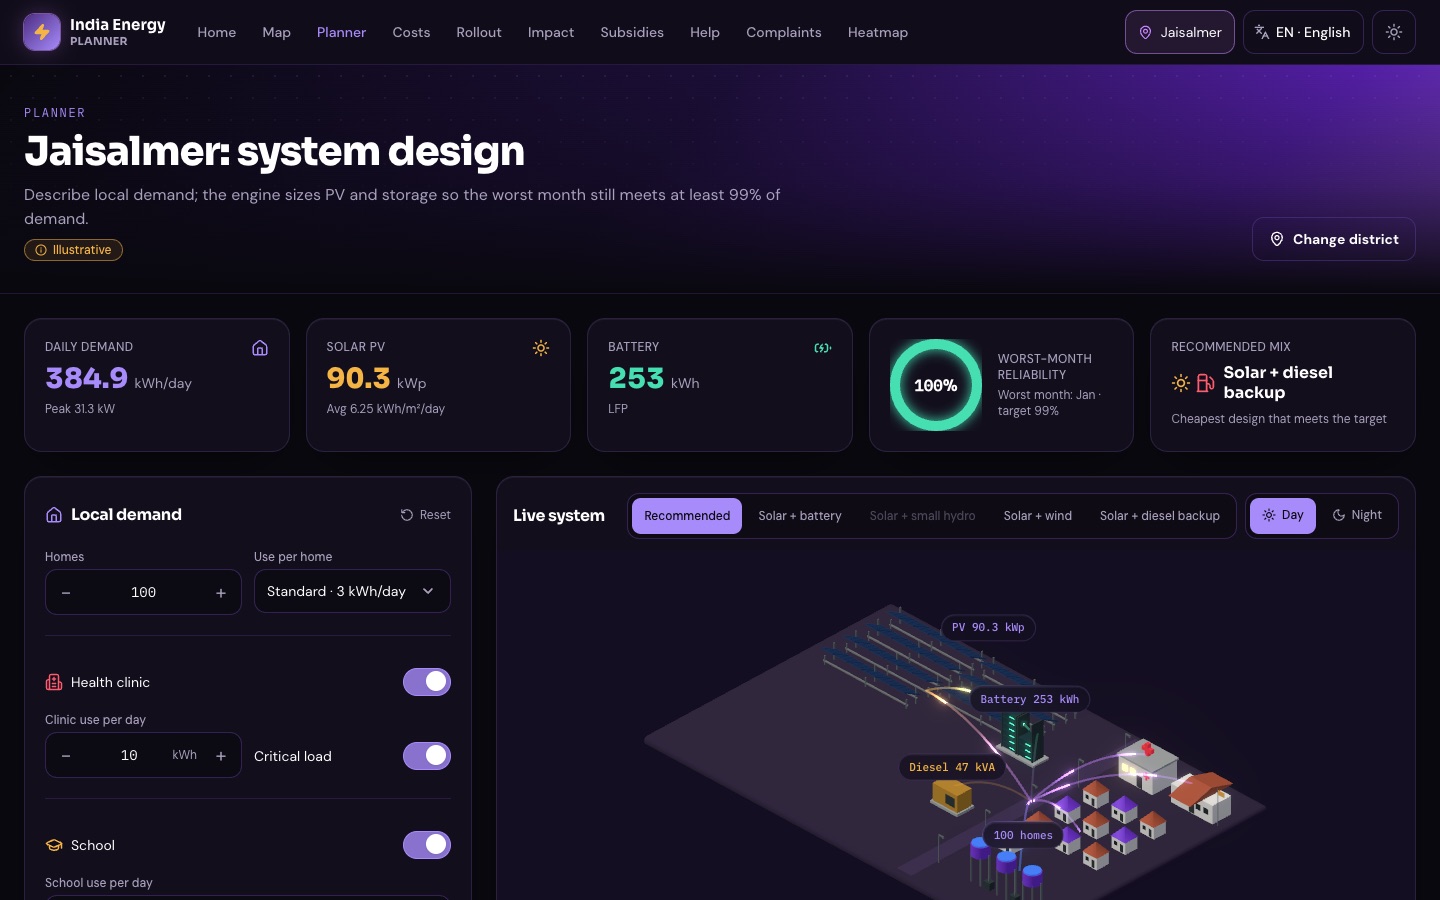 India Energy
PLANNER
Home
Map
Planner
Costs
Rollout
Impact
Subsidies
Help
Complaints
Heatmap
Jaisalmer
EN · English
PLANNER
Jaisalmer: system design
Describe local demand; the engine sizes PV and storage so the worst month still meets at least 99% of
demand.
Illustrative
Change district
DAILY DEMAND
384.9 kWh/day
Peak 31.3 kW
SOLAR PV
90.3 kWp
Avg 6.25 kWh/m²/day
BATTERY
253 kWh
LFP
100%
WORST-MONTH
RELIABILITY
Worst month: Jan ·
target 99%
RECOMMENDED MIX
Solar + diesel
backup
Cheapest design that meets the target
Local demand
Reset
Homes
Use per home
− 100 +
Standard · 3 kWh/day
Health clinic
Clinic use per day
− 10 kWh +
Critical load
School
School use per day
Live system
Recommended
Solar + battery
Solar + small hydro
Solar + wind
Solar + diesel backup
Day
Night
PV 90.3 kWp
Battery 253 kWh
Diesel 47 kVA
100 homes